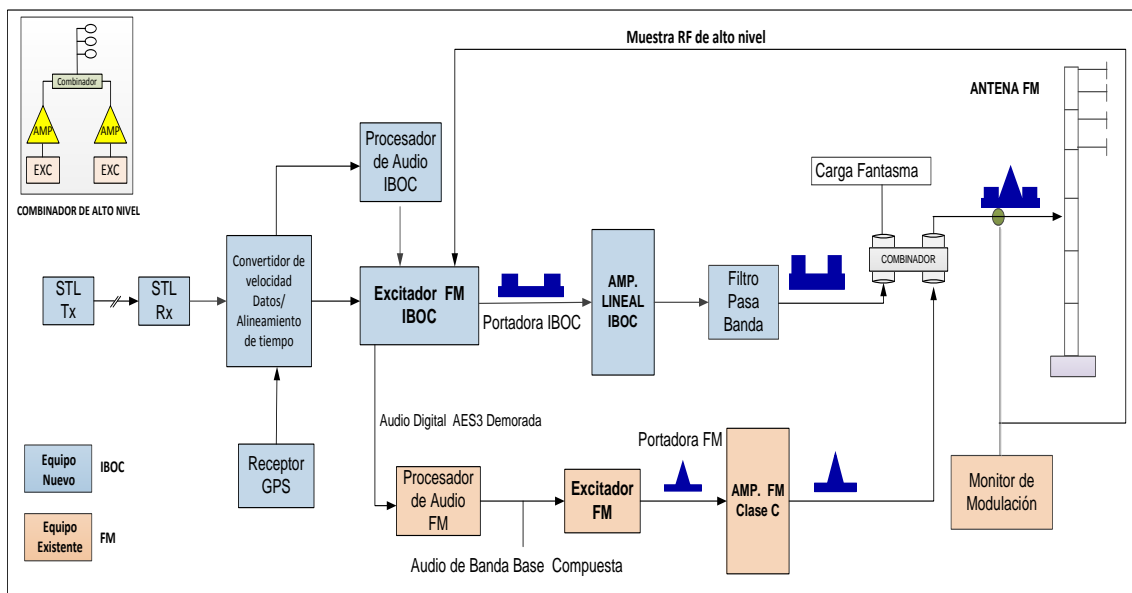 Combinador
AMP
AMP
EXC
EXC
COMBINADOR DE ALTO NIVEL
Muestra RF de alto nivel
ANTENA FM
Procesador
de Audio
IBOC
Carga Fantasma
STL
Tx
STL
Rx
Convertidor de
velocidad
Datos/
Alineamiento
de tiempo
Excitador FM
IBOC
Portadora IBOC
AMP.
LINEAL
IBOC
Filtro
Pasa
Banda
COMBINADOR
Audio Digital AES3 Demorada
Receptor
GPS
Procesador
de Audio
FM
Audio de Banda Base Compuesta
Excitador
FM
Portadora FM
AMP. FM
Clase C
Monitor de
Modulación
Equipo
Nuevo
IBOC
Equipo
Existente
FM